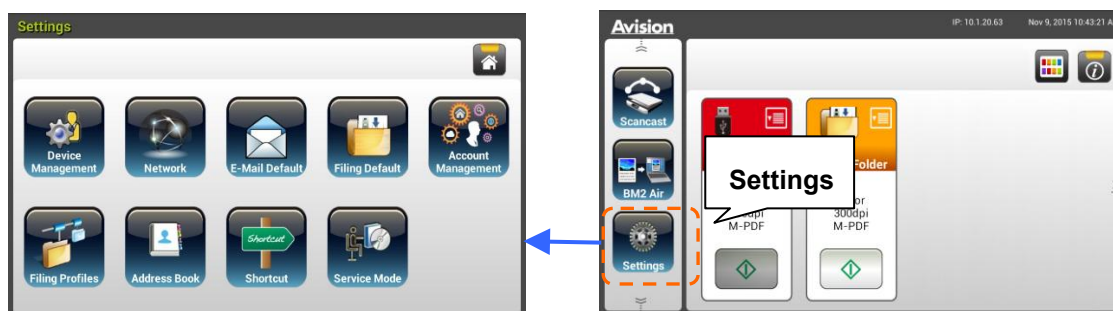 Settings
Device
Management
Network
E-Mail Default
Filing Default
Account
Management
Filing Profiles
Address Book
Shortcut
Shortcut
Service Mode
Avision
IP: 10.1.20.63
Nov 9, 2015 10:43:21
Scancast
BM2 Air
Settings
Settings
Folder
300dpi
M-PDF
M-PDF